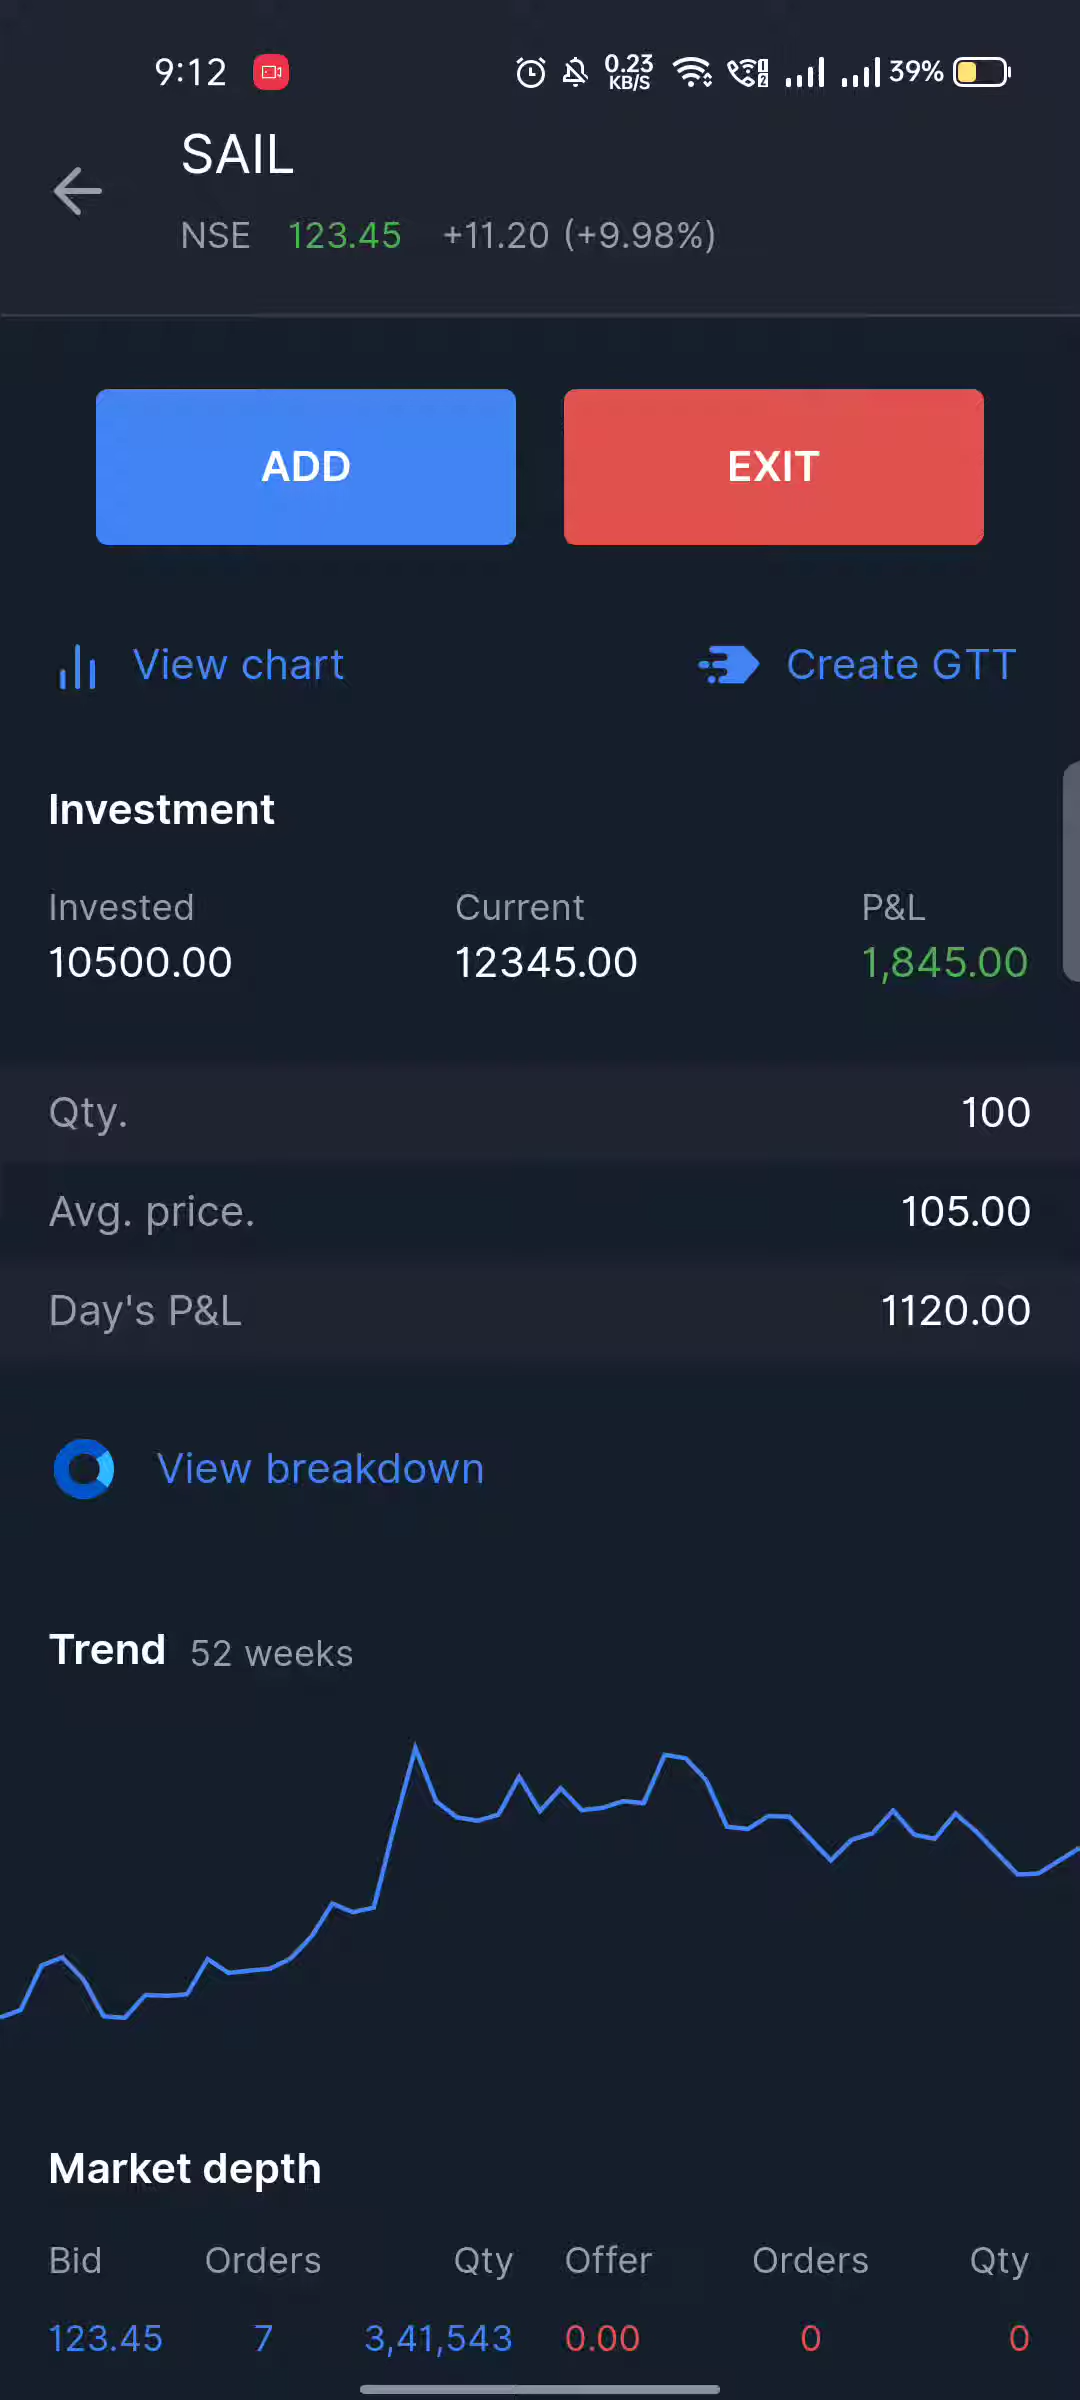 9:12 0.23 KB/S 39%
SAIL
NSE 123.45 +11.20 (+9.98%)
ADD EXIT
View chart Create GTT
Investment
Invested Current P&L
10500.00 12345.00 1,845.00
Qty. 100
Avg. price. 105.00
Day's P&L 1120.00
View breakdown
Trend 52 weeks
Market depth
Bid Orders Qty Offer Orders Qty
123.45 7 3,41,543 0.00 0 0